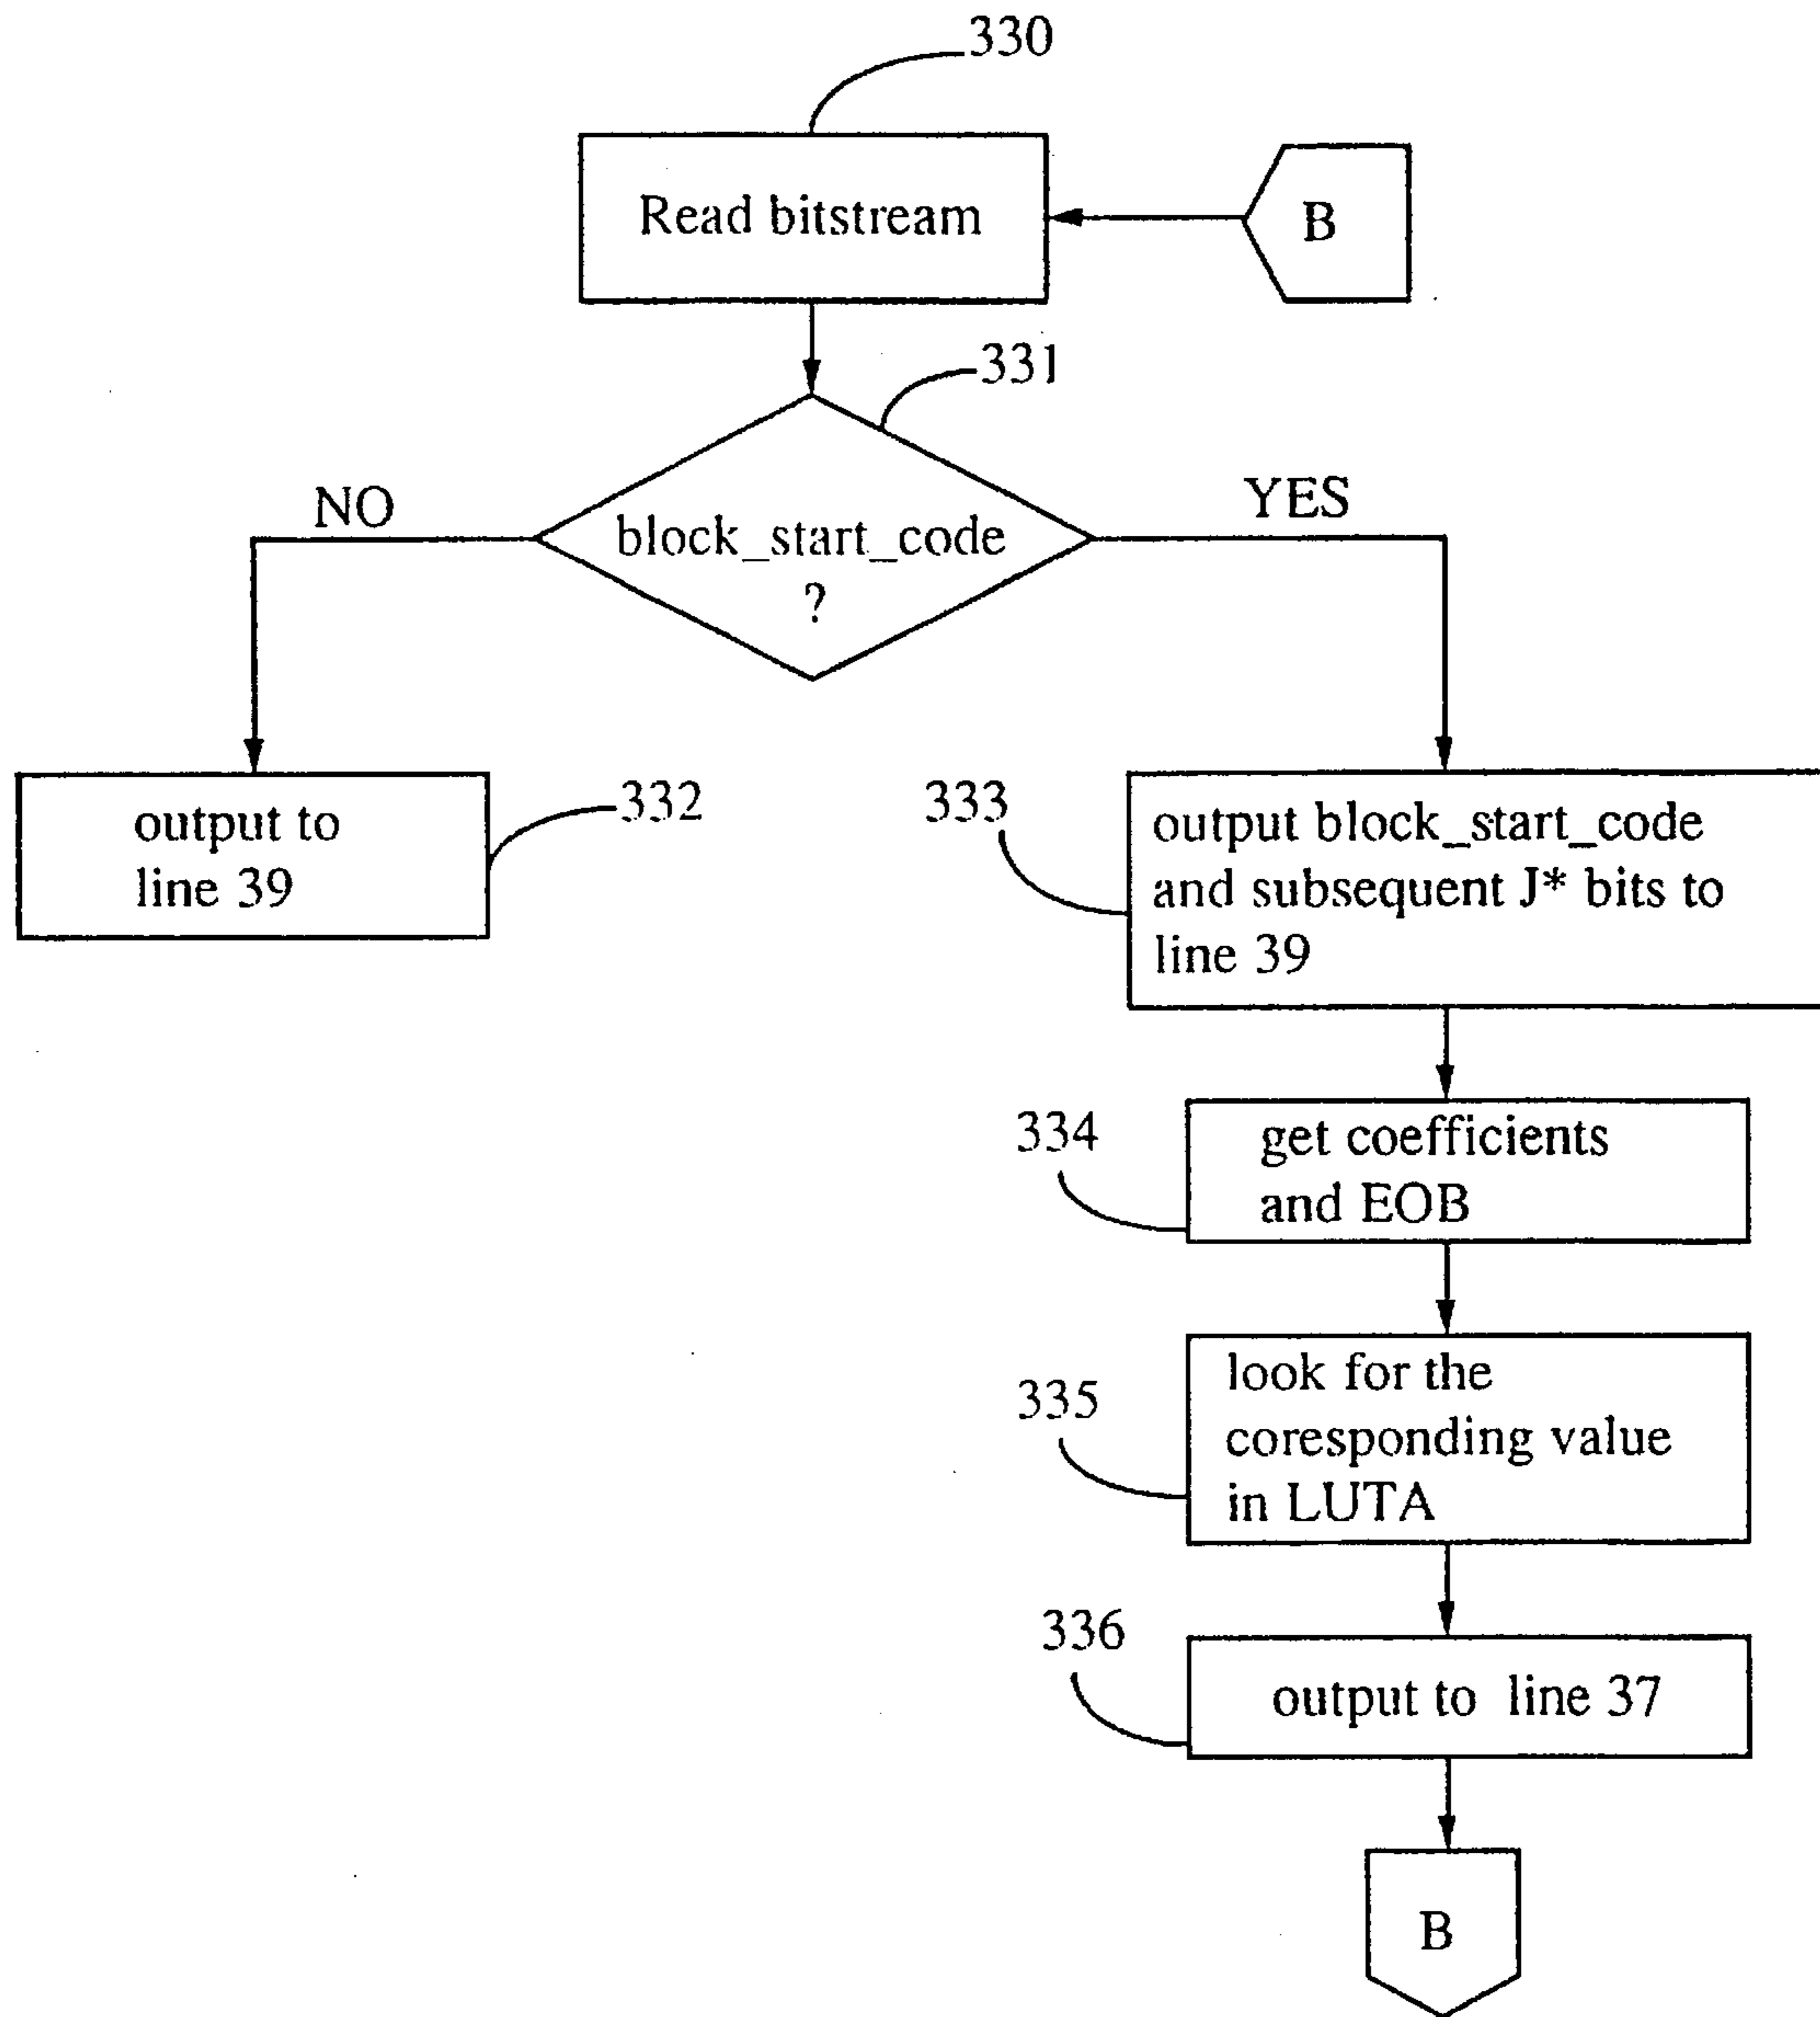 330
Read bitstream
B
331
NO
YES
block_start_code
?
output to
line 39
332
333
output block_start_code
and subsequent J* bits to
line 39
334
get coefficients
and EOB
335
look for the
coresponding value
in LUTA
336
output to line 37
B